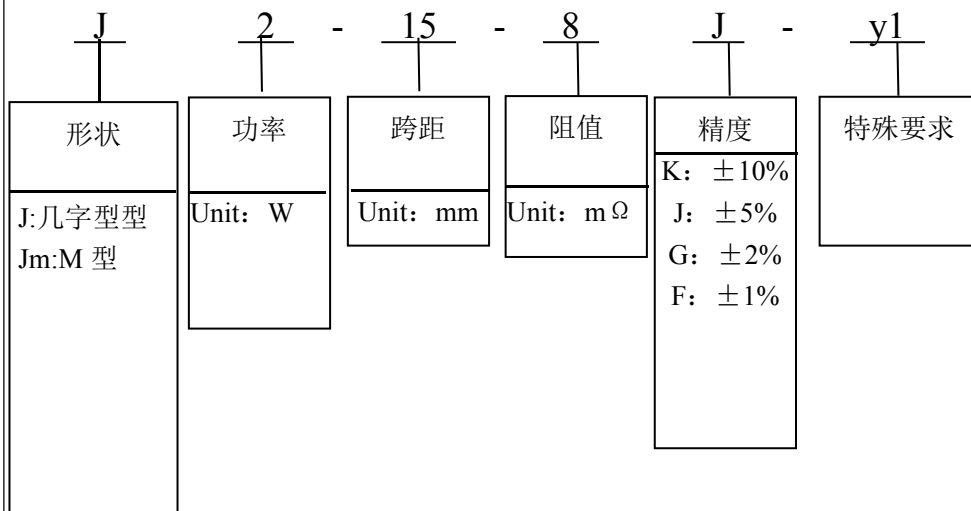 J 2 - 15 - 8 J - y1
形状 功率 跨距 阻值 精度 特殊要求
J:几字型型
Jm:M 型
Unit：W
Unit：mm
Unit：mΩ
K：±10%
J：±5%
G：±2%
F：±1%